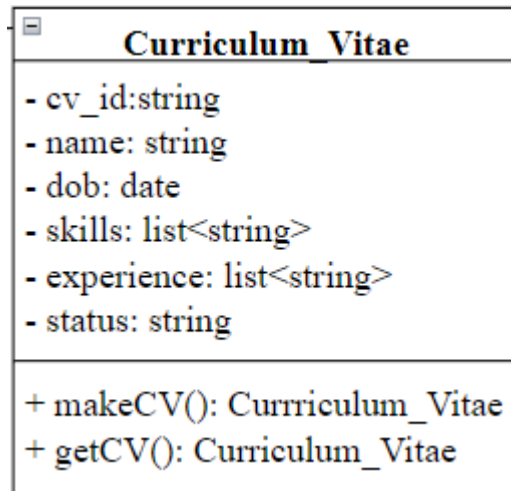 Curriculum_Vitae
- cv_id:string
- name: string
- dob: date
- skills: list<string>
- experience: list<string>
- status: string
+ makeCV(): Currriculum_Vitae
+ getCV(): Curriculum_Vitae